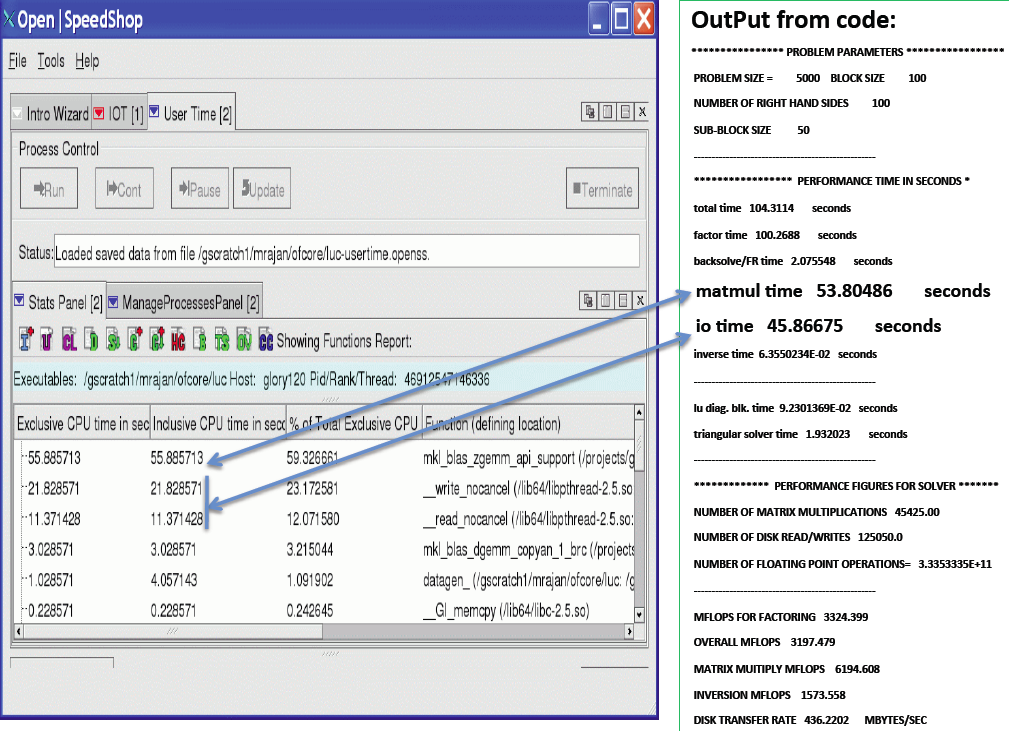 Open|SpeedShop
File Tools Help
Intro Wizard IOT [1] User Time [2]
Process Control
Run Cont Pause Update Terminate
Status: Loaded saved data from file /gscratch1/mrajan/ofcore/luc-usertime.openss.
Stats Panel [2] ManageProcessesPanel [2]
I U CL D HC B TS OV CC Showing Functions Report:
Executables: /gscratch1/mrajan/ofcore/luc Host: glory120 Pid/Rank/Thread: 46912547146336
Exclusive CPU time in sec Inclusive CPU time in seco % of Total Exclusive CPU Function (defining location)
55.885713 55.885713 59.326661 mkl_blas_zgemm_api_support (/projects/g
21.828571 21.828571 23.172581 __write_nocancel (/lib64/libpthread-2.5.so
11.371428 11.371428 12.071580 __read_nocancel (/lib64/libpthread-2.5.so:
3.028571 3.028571 3.215044 mkl_blas_dgemm_copyan_1_brc (/projects
1.028571 4.057143 1.091902 datagen_ (/gscratch1/mrajan/ofcore/luc: /g
0.228571 0.228571 0.242645 __GI_memcpy (/lib64/libc-2.5.so)
OutPut from code:
**************** PROBLEM PARAMETERS *****************
PROBLEM SIZE = 5000 BLOCK SIZE 100
NUMBER OF RIGHT HAND SIDES 100
SUB-BLOCK SIZE 50
----------------------------------------------------
***************** PERFORMANCE TIME IN SECONDS *
total time 104.3114 seconds
factor time 100.2688 seconds
backsolve/FR time 2.075548 seconds
matmul time 53.80486 seconds
io time 45.86675 seconds
inverse time 6.3550234E-02 seconds
----------------------------------------------------
lu diag. blk. time 9.2301369E-02 seconds
triangular solver time 1.932023 seconds
----------------------------------------------------
************* PERFORMANCE FIGURES FOR SOLVER *******
NUMBER OF MATRIX MULTIPLICATIONS 45425.00
NUMBER OF DISK READ/WRITES 125050.0
NUMBER OF FLOATING POINT OPERATIONS= 3.3353335E+11
----------------------------------------------------
MFLOPS FOR FACTORING 3324.399
OVERALL MFLOPS 3197.479
MATRIX MUITIPLY MFLOPS 6194.608
INVERSION MFLOPS 1573.558
DISK TRANSFER RATE 436.2202 MBYTES/SEC